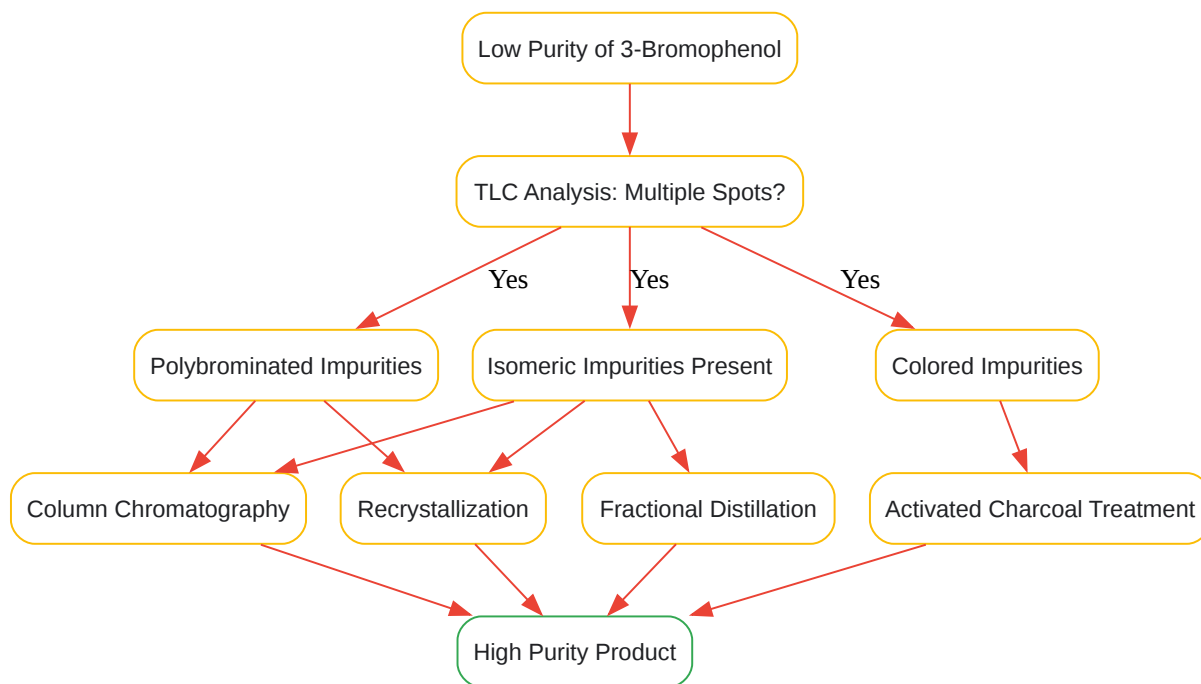 Low Purity of 3-Bromophenol
TLC Analysis: Multiple Spots?
Yes
Yes
Yes
Polybrominated Impurities
Isomeric Impurities Present
Colored Impurities
Column Chromatography
Recrystallization
Fractional Distillation
Activated Charcoal Treatment
High Purity Product